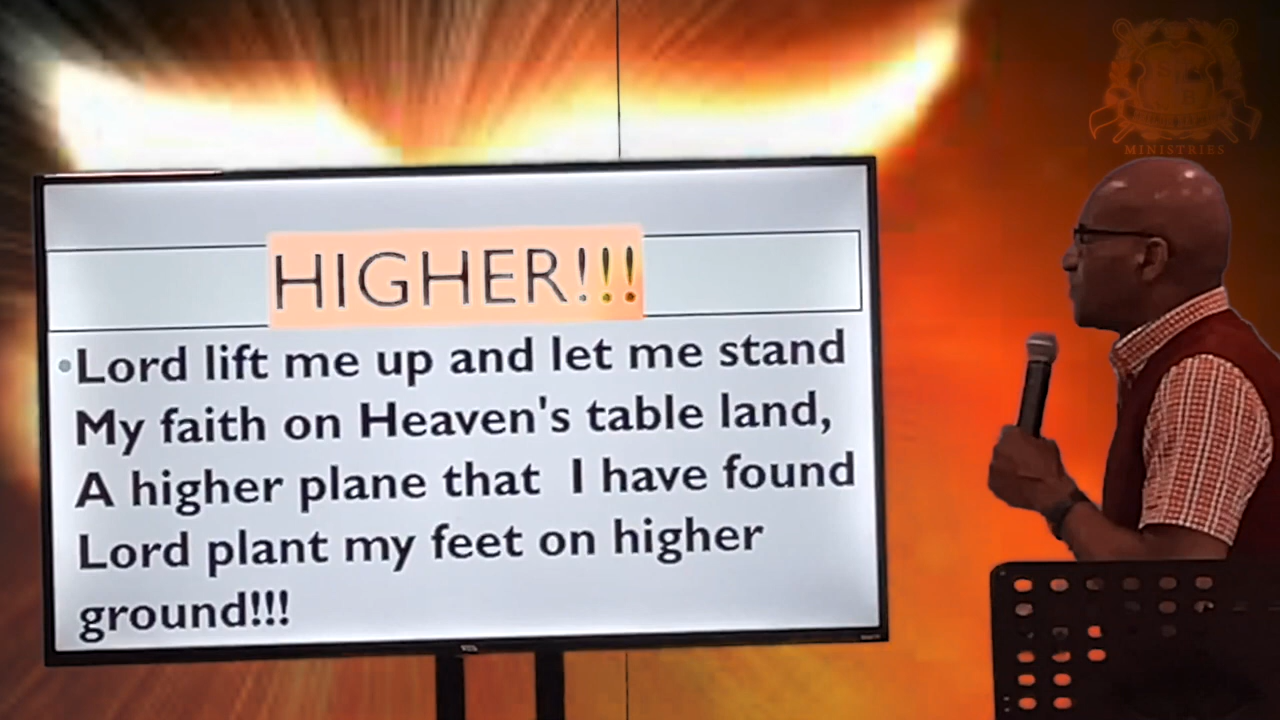 MINISTRIES
HIGHER!!!
Lord lift me up and let me stand
My faith on Heaven's table land,
A higher plane that I have found
Lord plant my feet on higher
ground!!!